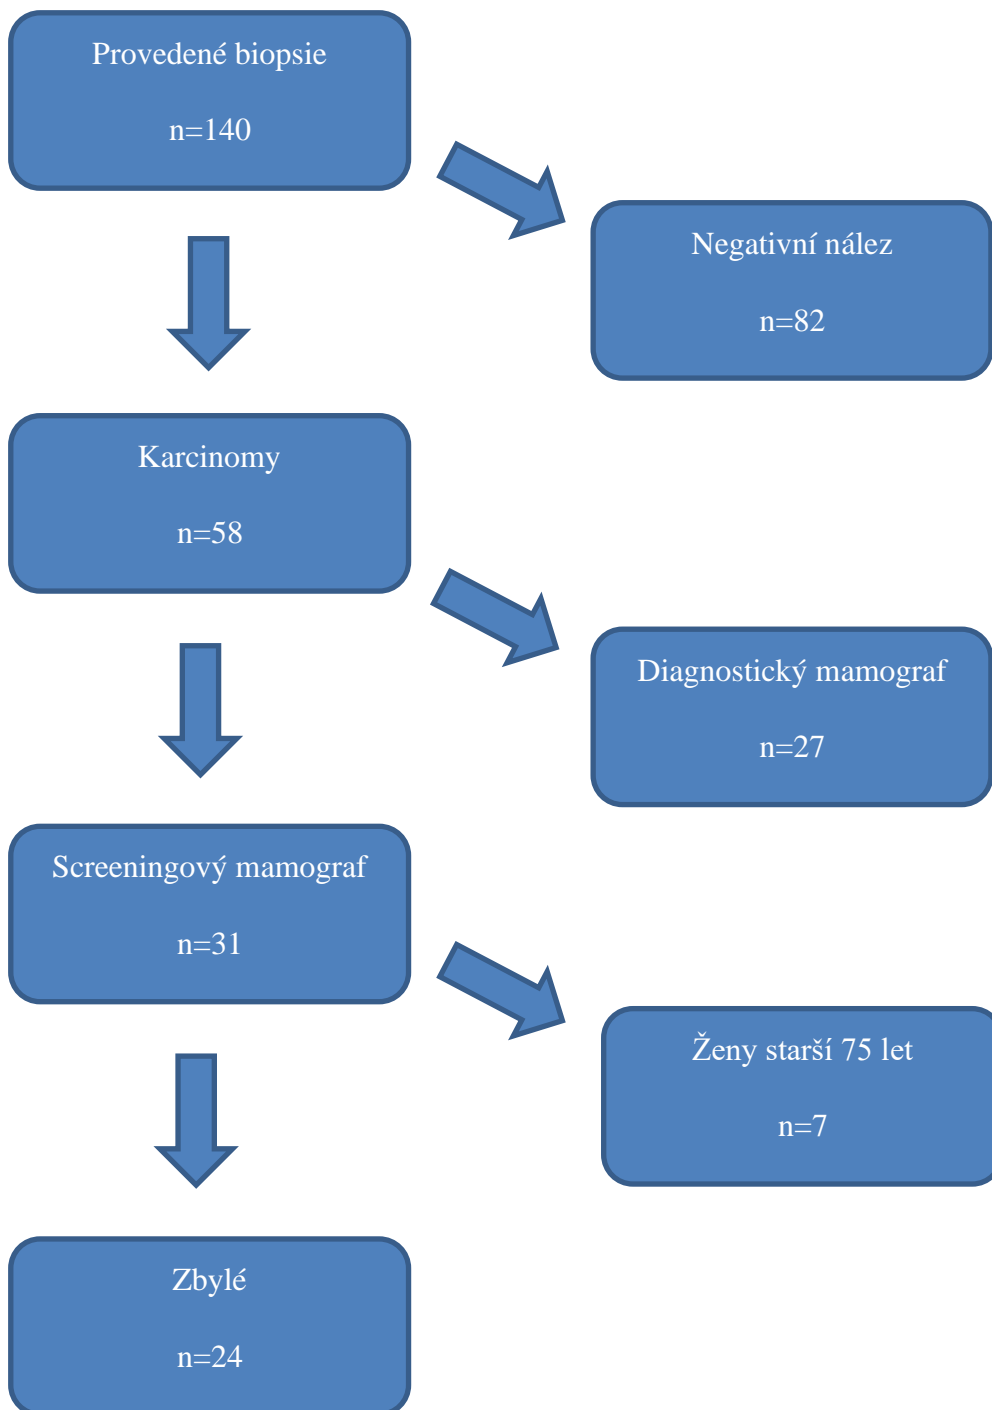 Provedené biopsie
n=140
Negativní nález
n=82
Karcinomy
n=58
Diagnostický mamograf
n=27
Screeningový mamograf
n=31
Ženy starší 75 let
n=7
Zbylé
n=24